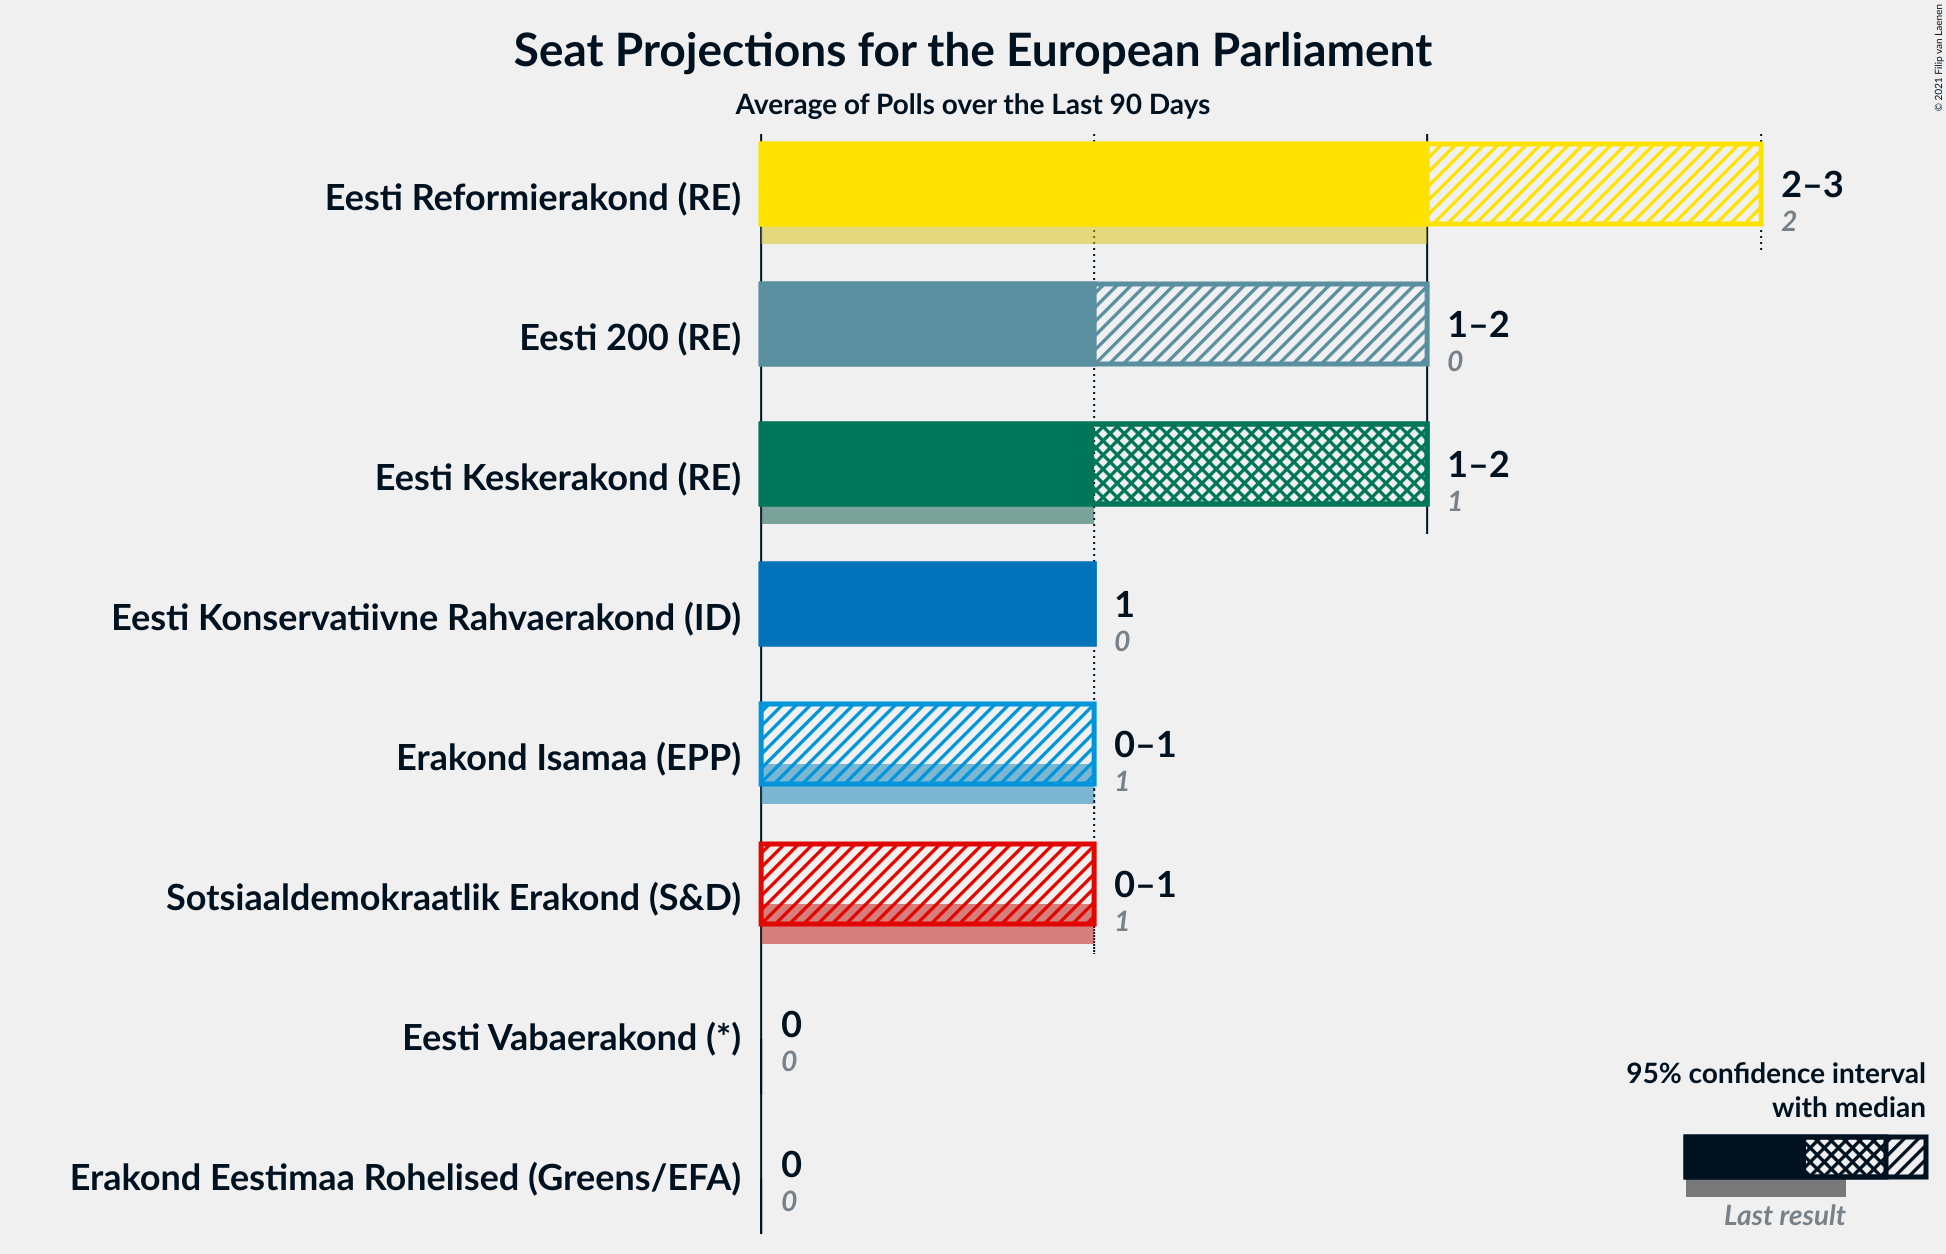 Seat Projections for the European Parliament
Average of Polls over the Last 90 Days
© 2021 Filip van Laenen
Eesti Reformierakond (RE)
2–3
2
Eesti 200 (RE)
1–2
0
Eesti Keskerakond (RE)
1–2
1
Eesti Konservatiivne Rahvaerakond (ID)
1
0
Erakond Isamaa (EPP)
0–1
1
Sotsiaaldemokraatlik Erakond (S&D)
0–1
1
Eesti Vabaerakond (*)
0
0
Erakond Eestimaa Rohelised (Greens/EFA)
0
0
95% confidence interval
with median
Last result